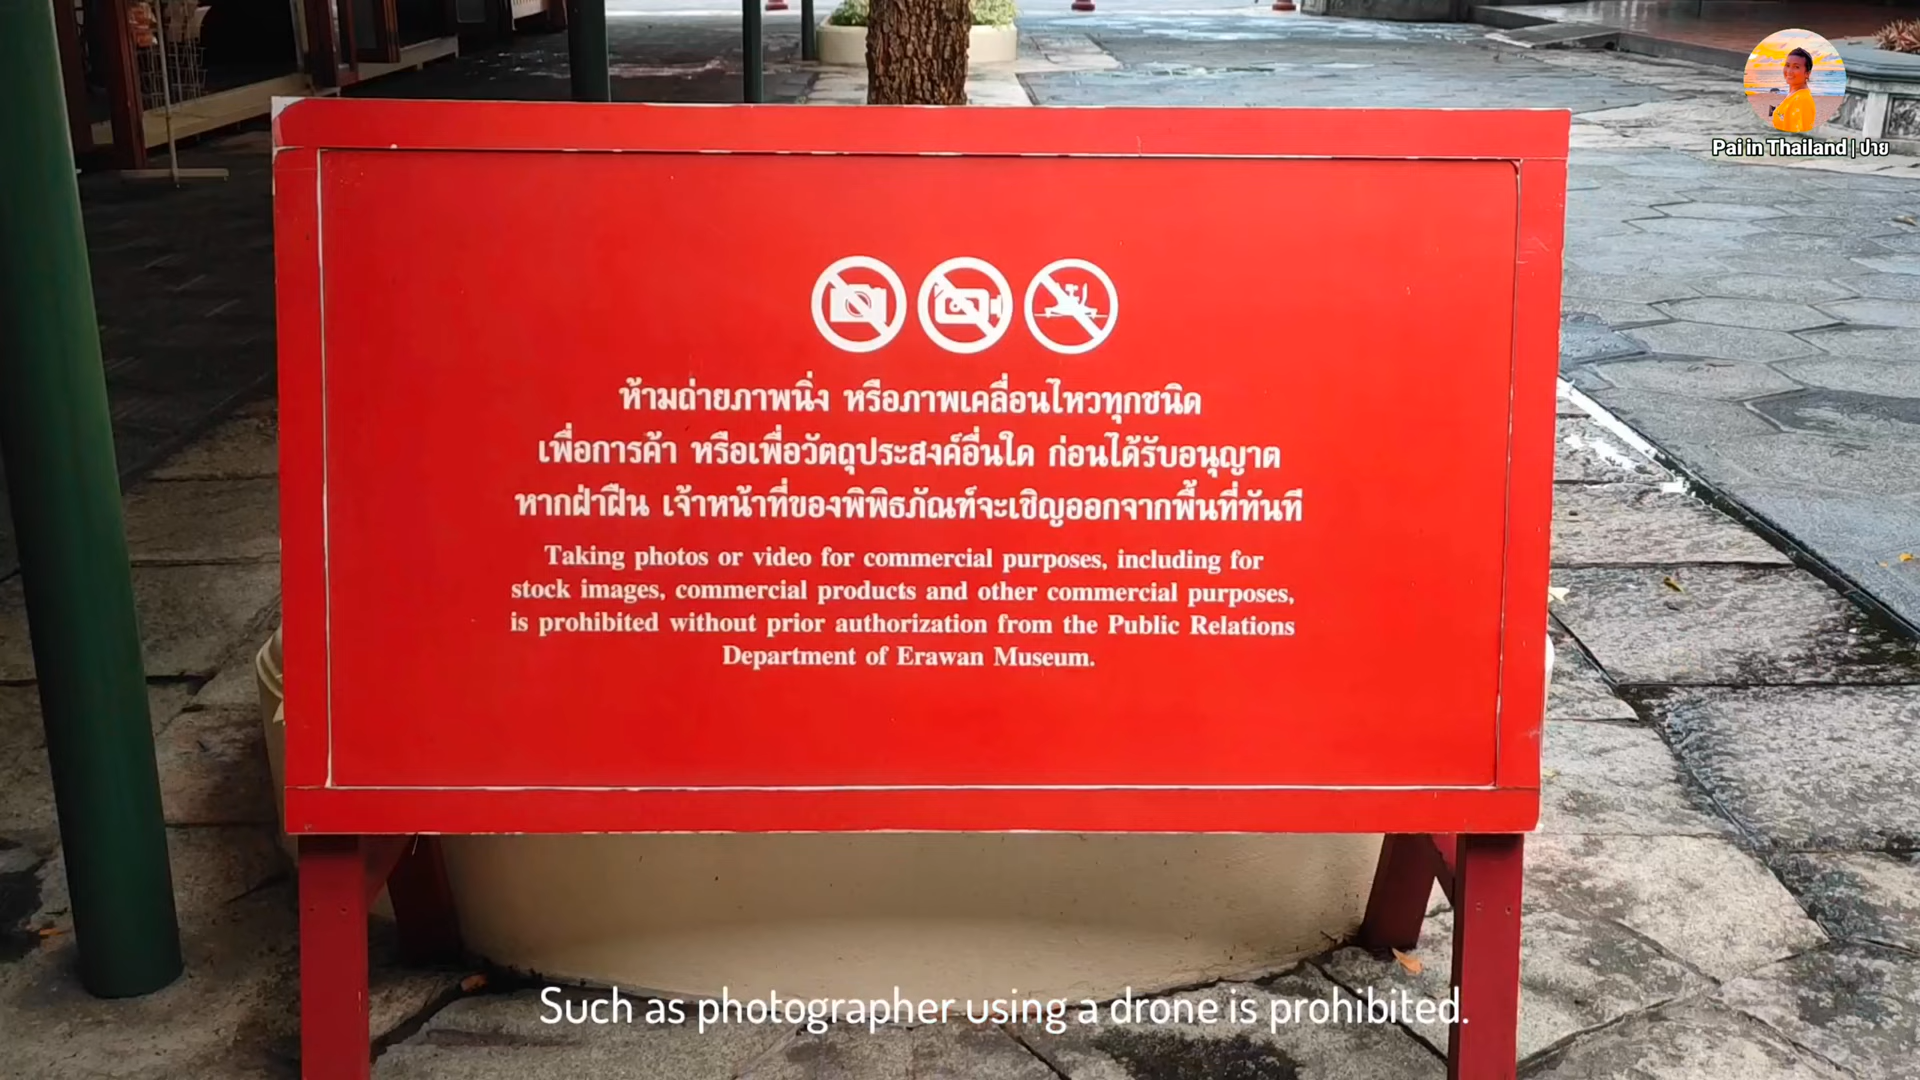 Pai in Thailand | ปาย
ห้ามถ่ายภาพนิ่ง หรือภาพเคลื่อนไหวทุกชนิด
เพื่อการค้า หรือเพื่อวัตถุประสงค์อื่นใด ก่อนได้รับอนุญาต
หากฝ่าฝืน เจ้าหน้าที่ของพิพิธภัณฑ์จะเชิญออกจากพื้นที่ทันที
Taking photos or video for commercial purposes, including for
stock images, commercial products and other commercial purposes,
is prohibited without prior authorization from the Public Relations
Department of Erawan Museum.
Such as photographer using a drone is prohibited.